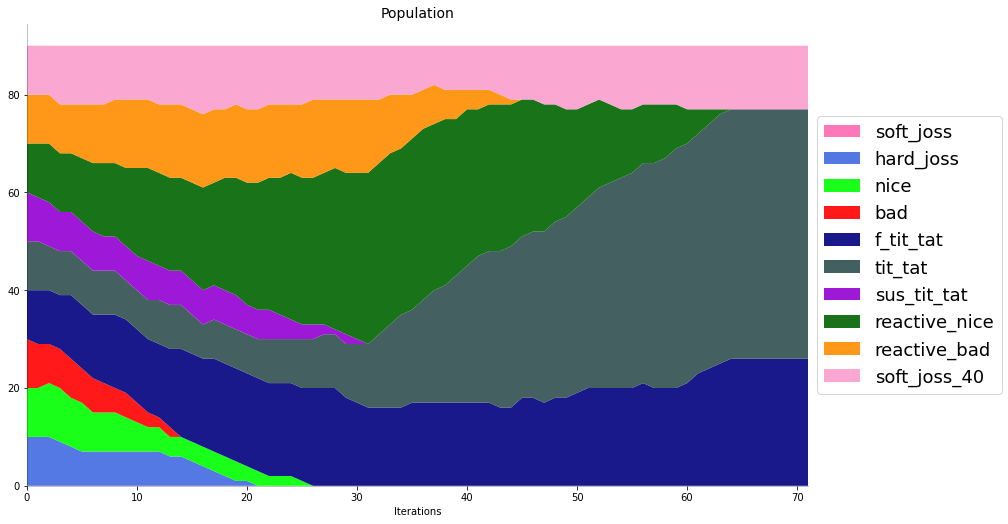 Population
80
60
40
20
0
0 10 20 30 40 50 60 70
Iterations
soft_joss
hard_joss
nice
bad
f_tit_tat
tit_tat
sus_tit_tat
reactive_nice
reactive_bad
soft_joss_40